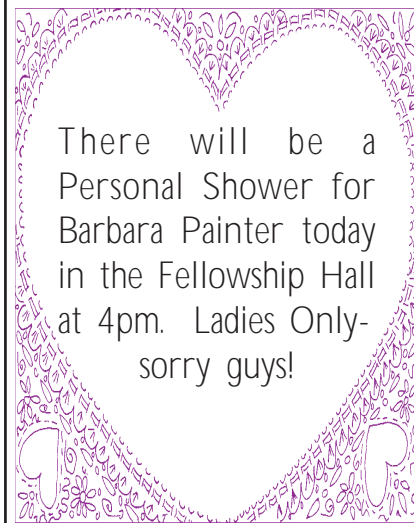 There will be a
Personal Shower for
Barbara Painter today
in the Fellowship Hall
at 4pm. Ladies Only-
sorry guys!